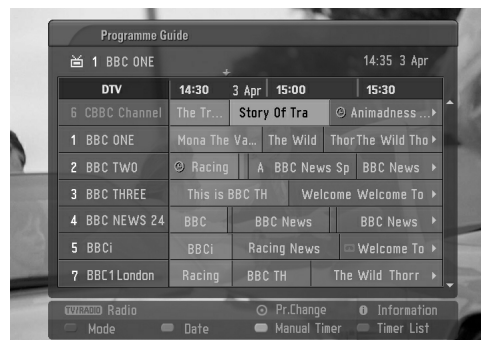 Programme Guide
1 BBC ONE 14:35 3 Apr
DTV 14:30 3 Apr 15:00 15:30
6 CBBC Channel The Tr... Story Of Tra Animadness ...
1 BBC ONE Mona The Va... The Wild Thor The Wild Tho
2 BBC TWO Racing A BBC News Sp BBC News
3 BBC THREE This is BBC TH Welcome Welcome To
4 BBC NEWS 24 BBC BBC News BBC News
5 BBCi BBCi Racing News Welcome To
7 BBC1 London Racing BBC TH The Wild Thorr
TV/RADIO Radio Pr.Change Information
Mode Date Manual Timer Timer List